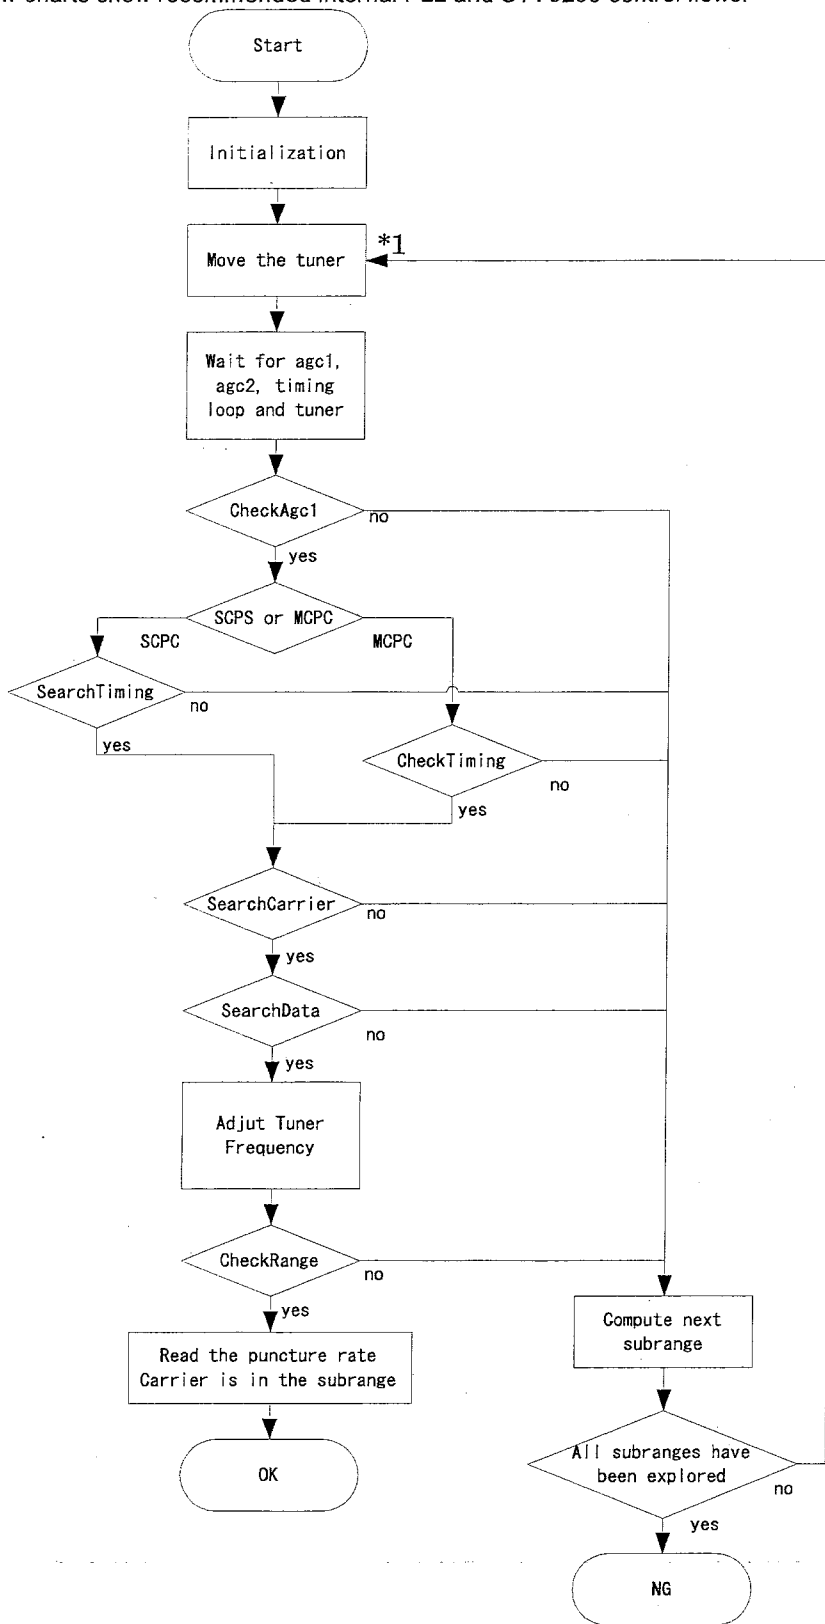 Start
Initialization
*1
Move the tuner
Wait for agc1,
agc2, timing
loop and tuner
CheckAgc1
no
yes
SCPS or MCPC
SCPC
MCPC
SearchTiming
no
yes
CheckTiming
no
yes
SearchCarrier
no
yes
SearchData
no
yes
Adjut Tuner
Frequency
CheckRange
no
yes
Compute next
subrange
Read the puncture rate
Carrier is in the subrange
All subranges have
been explored
no
OK
yes
NG